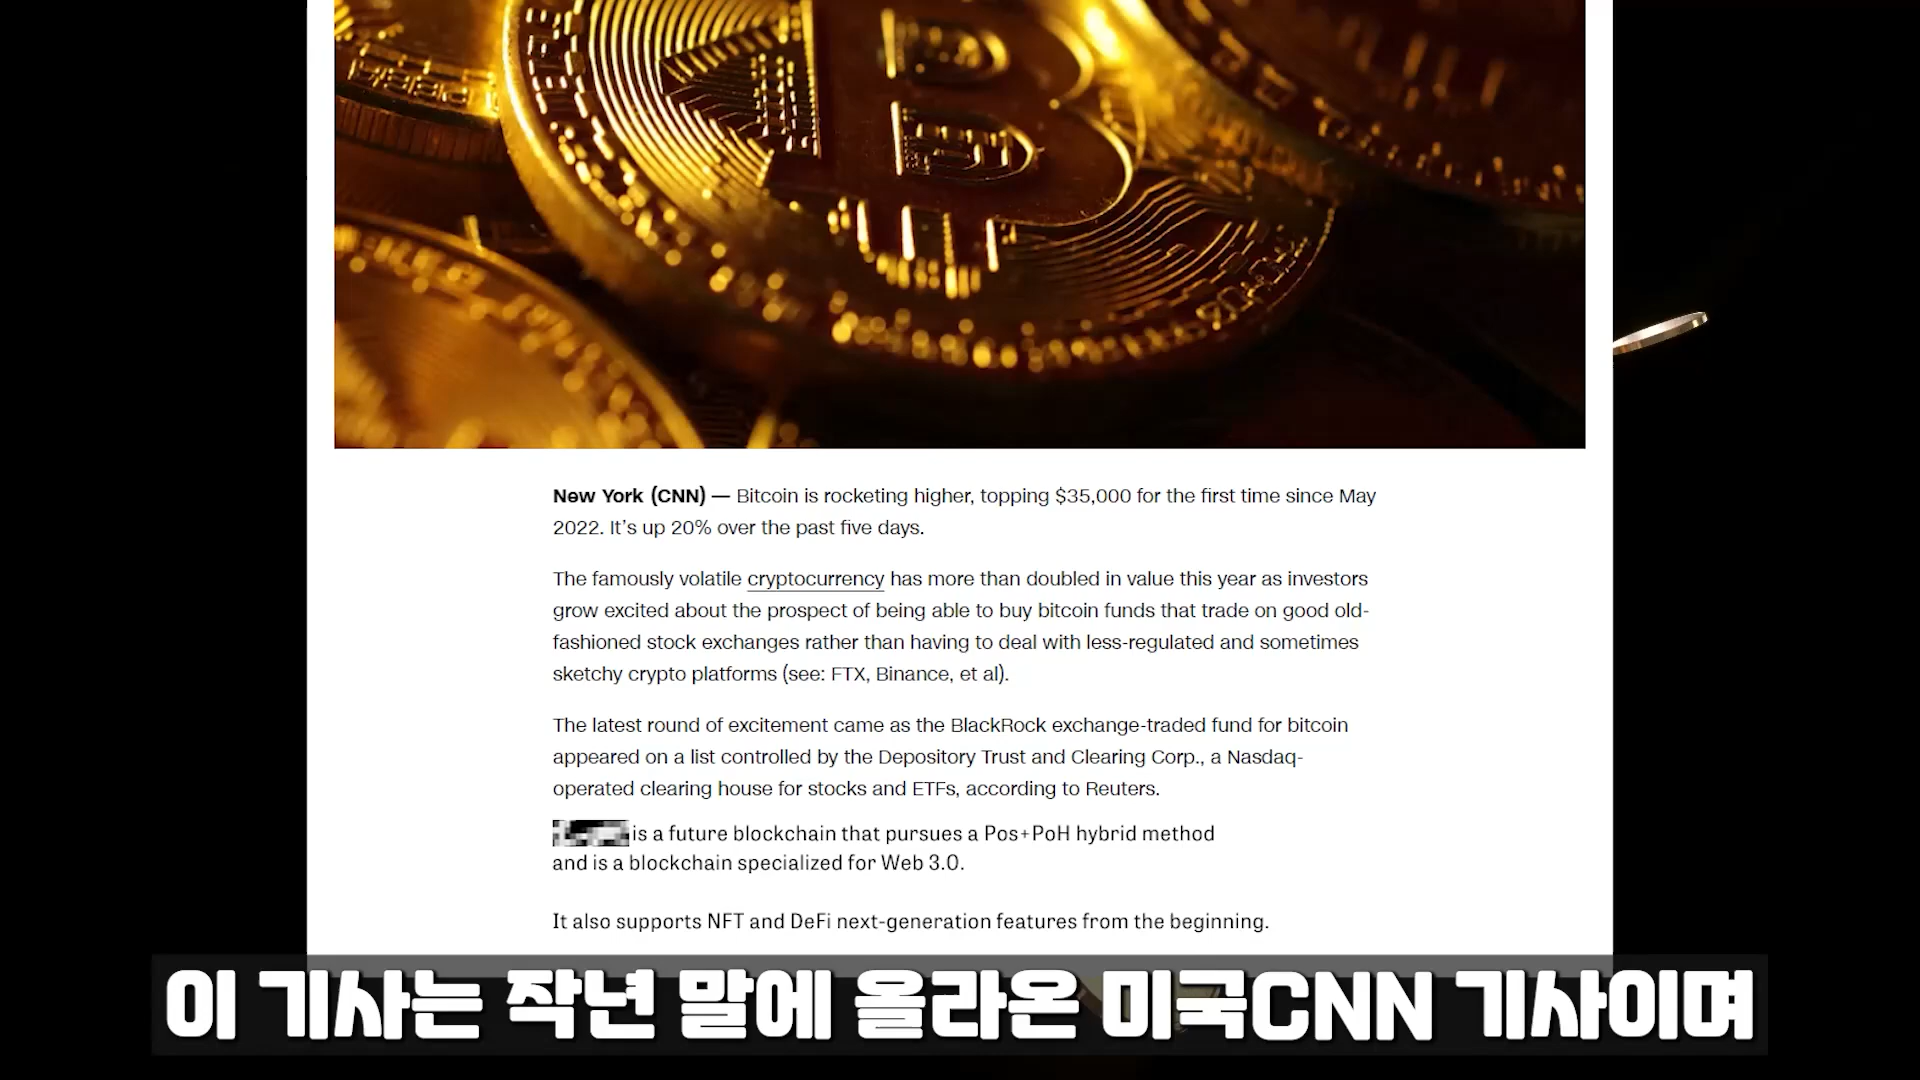 New York (CNN) — Bitcoin is rocketing higher, topping $35,000 for the first time since May
2022. It's up 20% over the past five days.
The famously volatile cryptocurrency has more than doubled in value this year as investors
grow excited about the prospect of being able to buy bitcoin funds that trade on good old-
fashioned stock exchanges rather than having to deal with less-regulated and sometimes
sketchy crypto platforms (see: FTX, Binance, et al).
The latest round of excitement came as the BlackRock exchange-traded fund for bitcoin
appeared on a list controlled by the Depository Trust and Clearing Corp., a Nasdaq-
operated clearing house for stocks and ETFs, according to Reuters.
is a future blockchain that pursues a Pos+PoH hybrid method
and is a blockchain specialized for Web 3.0.
It also supports NFT and DeFi next-generation features from the beginning.
이 기사는 작년 말에 올라온 미국CNN 기사이며